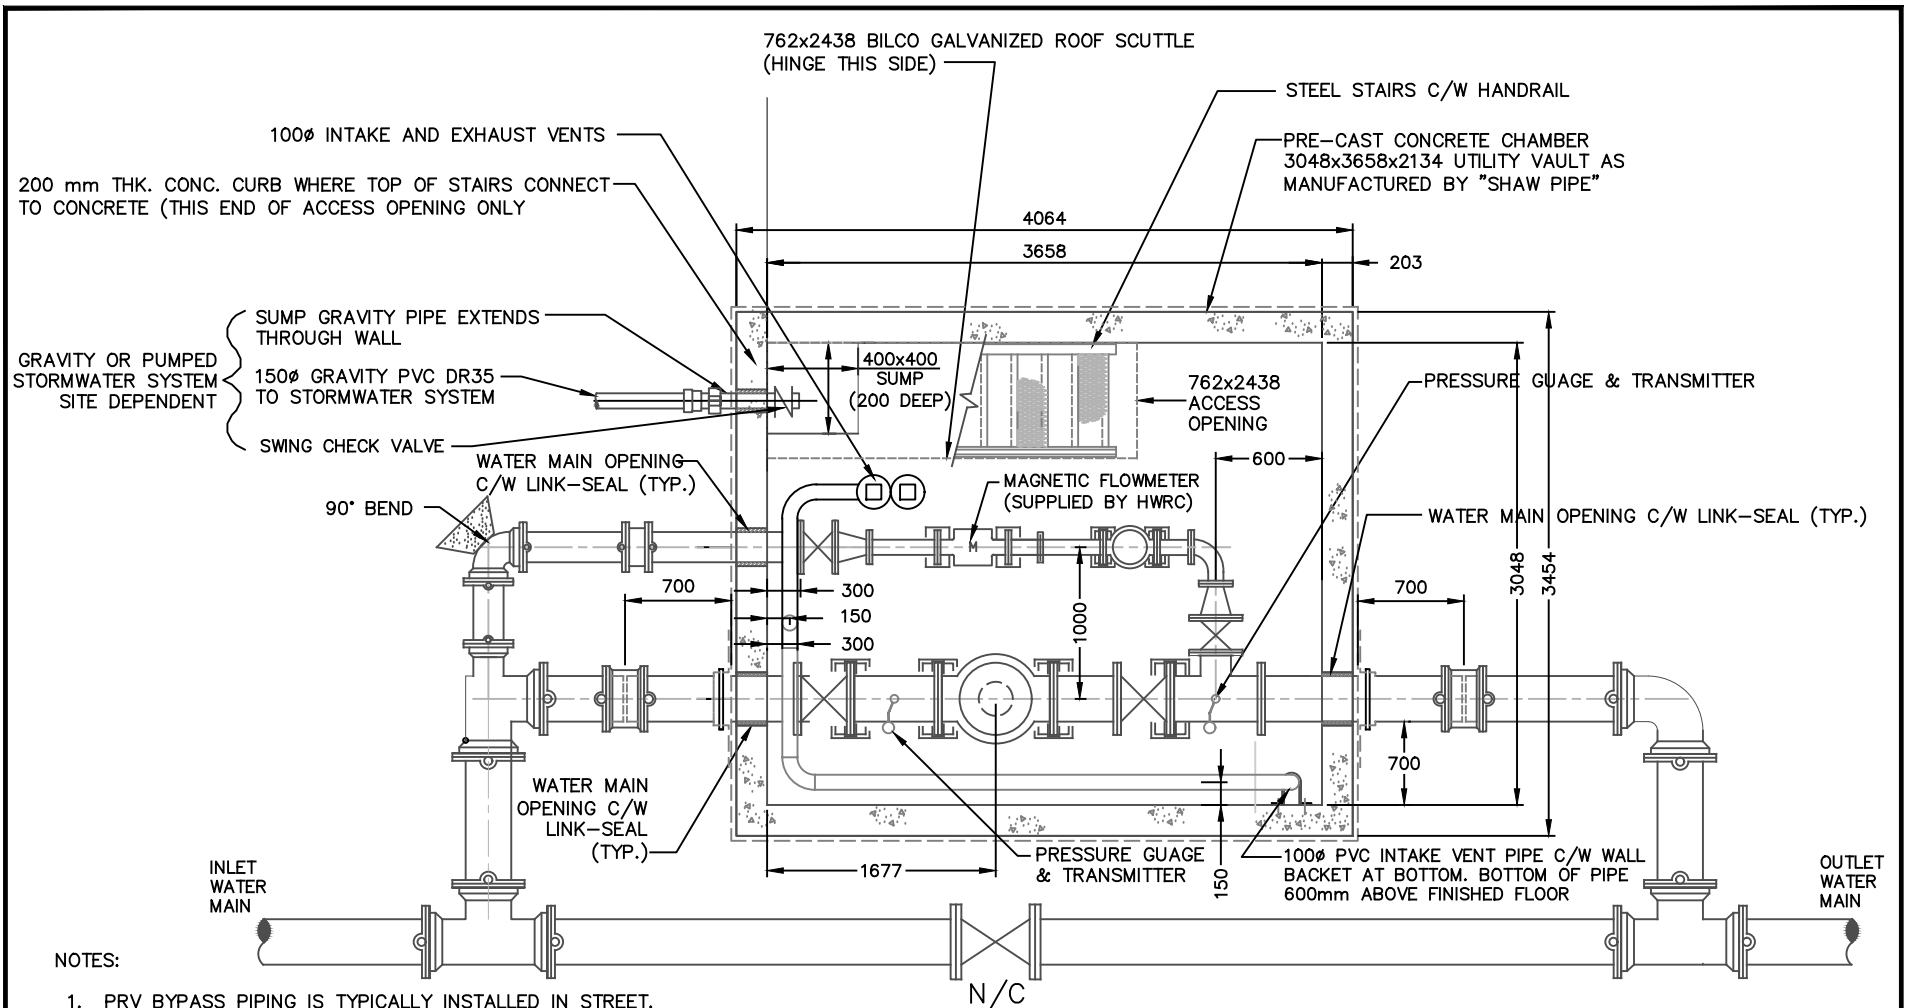 762x2438 BILCO GALVANIZED ROOF SCUTTLE
(HINGE THIS SIDE)
STEEL STAIRS C/W HANDRAIL
100ø INTAKE AND EXHAUST VENTS
PRE-CAST CONCRETE CHAMBER
3048x3658x2134 UTILITY VAULT AS
MANUFACTURED BY "SHAW PIPE"
200 mm THK. CONC. CURB WHERE TOP OF STAIRS CONNECT
TO CONCRETE (THIS END OF ACCESS OPENING ONLY
4064
3658
203
SUMP GRAVITY PIPE EXTENDS
THROUGH WALL
GRAVITY OR PUMPED
STORMWATER SYSTEM
SITE DEPENDENT
150ø GRAVITY PVC DR35
TO STORMWATER SYSTEM
SWING CHECK VALVE
400x400
SUMP
(200 DEEP)
762x2438
ACCESS
OPENING
PRESSURE GUAGE & TRANSMITTER
WATER MAIN OPENING
C/W LINK-SEAL (TYP.)
600
90° BEND
MAGNETIC FLOWMETER
(SUPPLIED BY HWRC)
WATER MAIN OPENING C/W LINK-SEAL (TYP.)
M
3048
3454
700
300
150
300
1000
700
700
WATER MAIN
OPENING C/W
LINK-SEAL
(TYP.)
INLET
WATER
MAIN
1677
PRESSURE GUAGE
& TRANSMITTER
150
100ø PVC INTAKE VENT PIPE C/W WALL
BACKET AT BOTTOM. BOTTOM OF PIPE
600mm ABOVE FINISHED FLOOR
OUTLET
WATER
MAIN
N/C
NOTES:
1. PRV BYPASS PIPING IS TYPICALLY INSTALLED IN STREET.